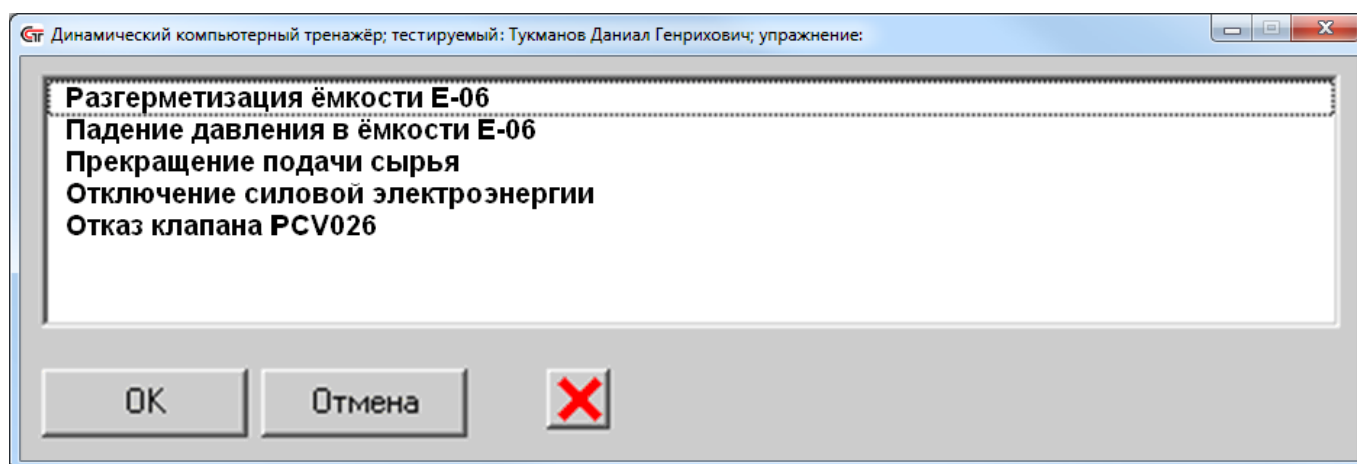 Динамический компьютерный тренажёр; тестируемый: Тукманов Даниал Генрихович; упражнение:
Разгерметизация ёмкости Е-06
Падение давления в ёмкости Е-06
Прекращение подачи сырья
Отключение силовой электроэнергии
Отказ клапана PCV026
ОК
Отмена